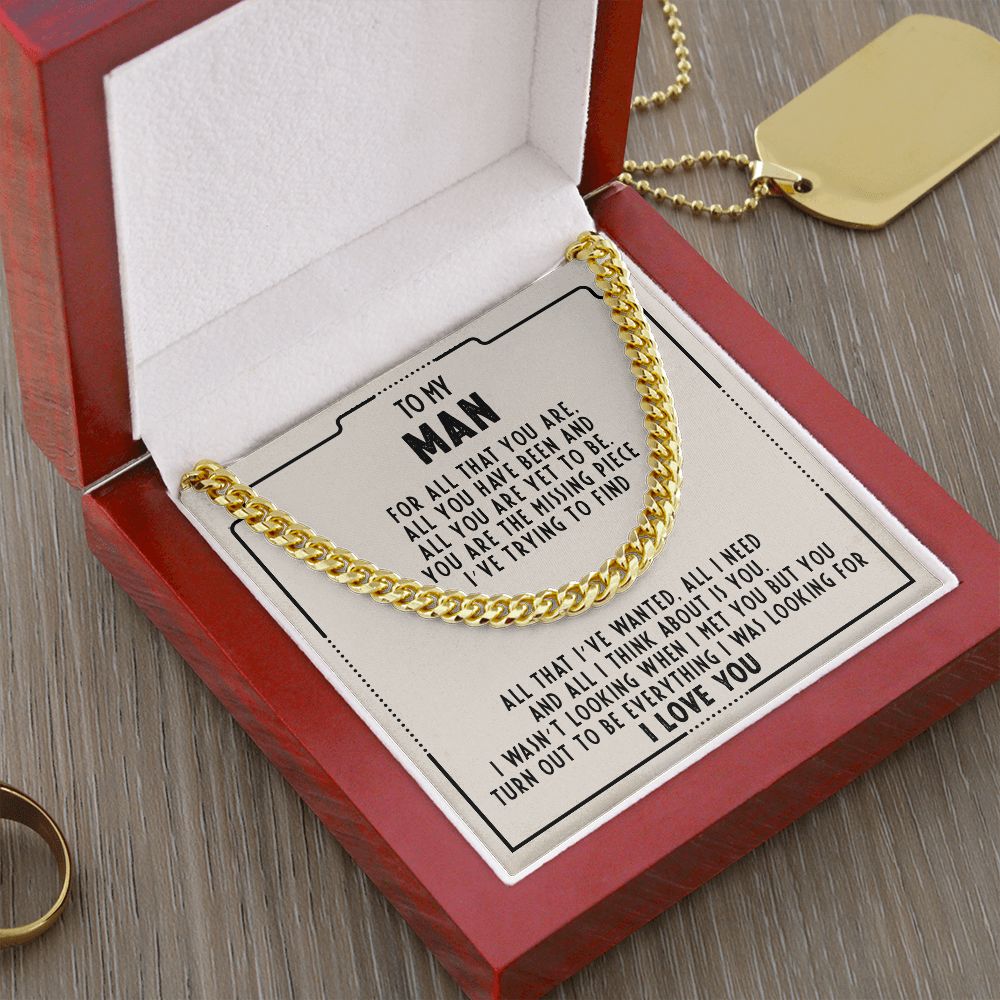 TO MY
MAN
FOR ALL THAT YOU ARE,
ALL YOU HAVE BEEN AND
ALL YOU ARE YET TO BE.
YOU ARE THE MISSING PIECE
I'VE TRYING TO FIND
ALL THAT I'VE WANTED, ALL I NEED
AND ALL I THINK ABOUT IS YOU.
I WASN'T LOOKING WHEN I MET YOU BUT YOU
TURN OUT TO BE EVERYTHING I WAS LOOKING FOR
I LOVE YOU